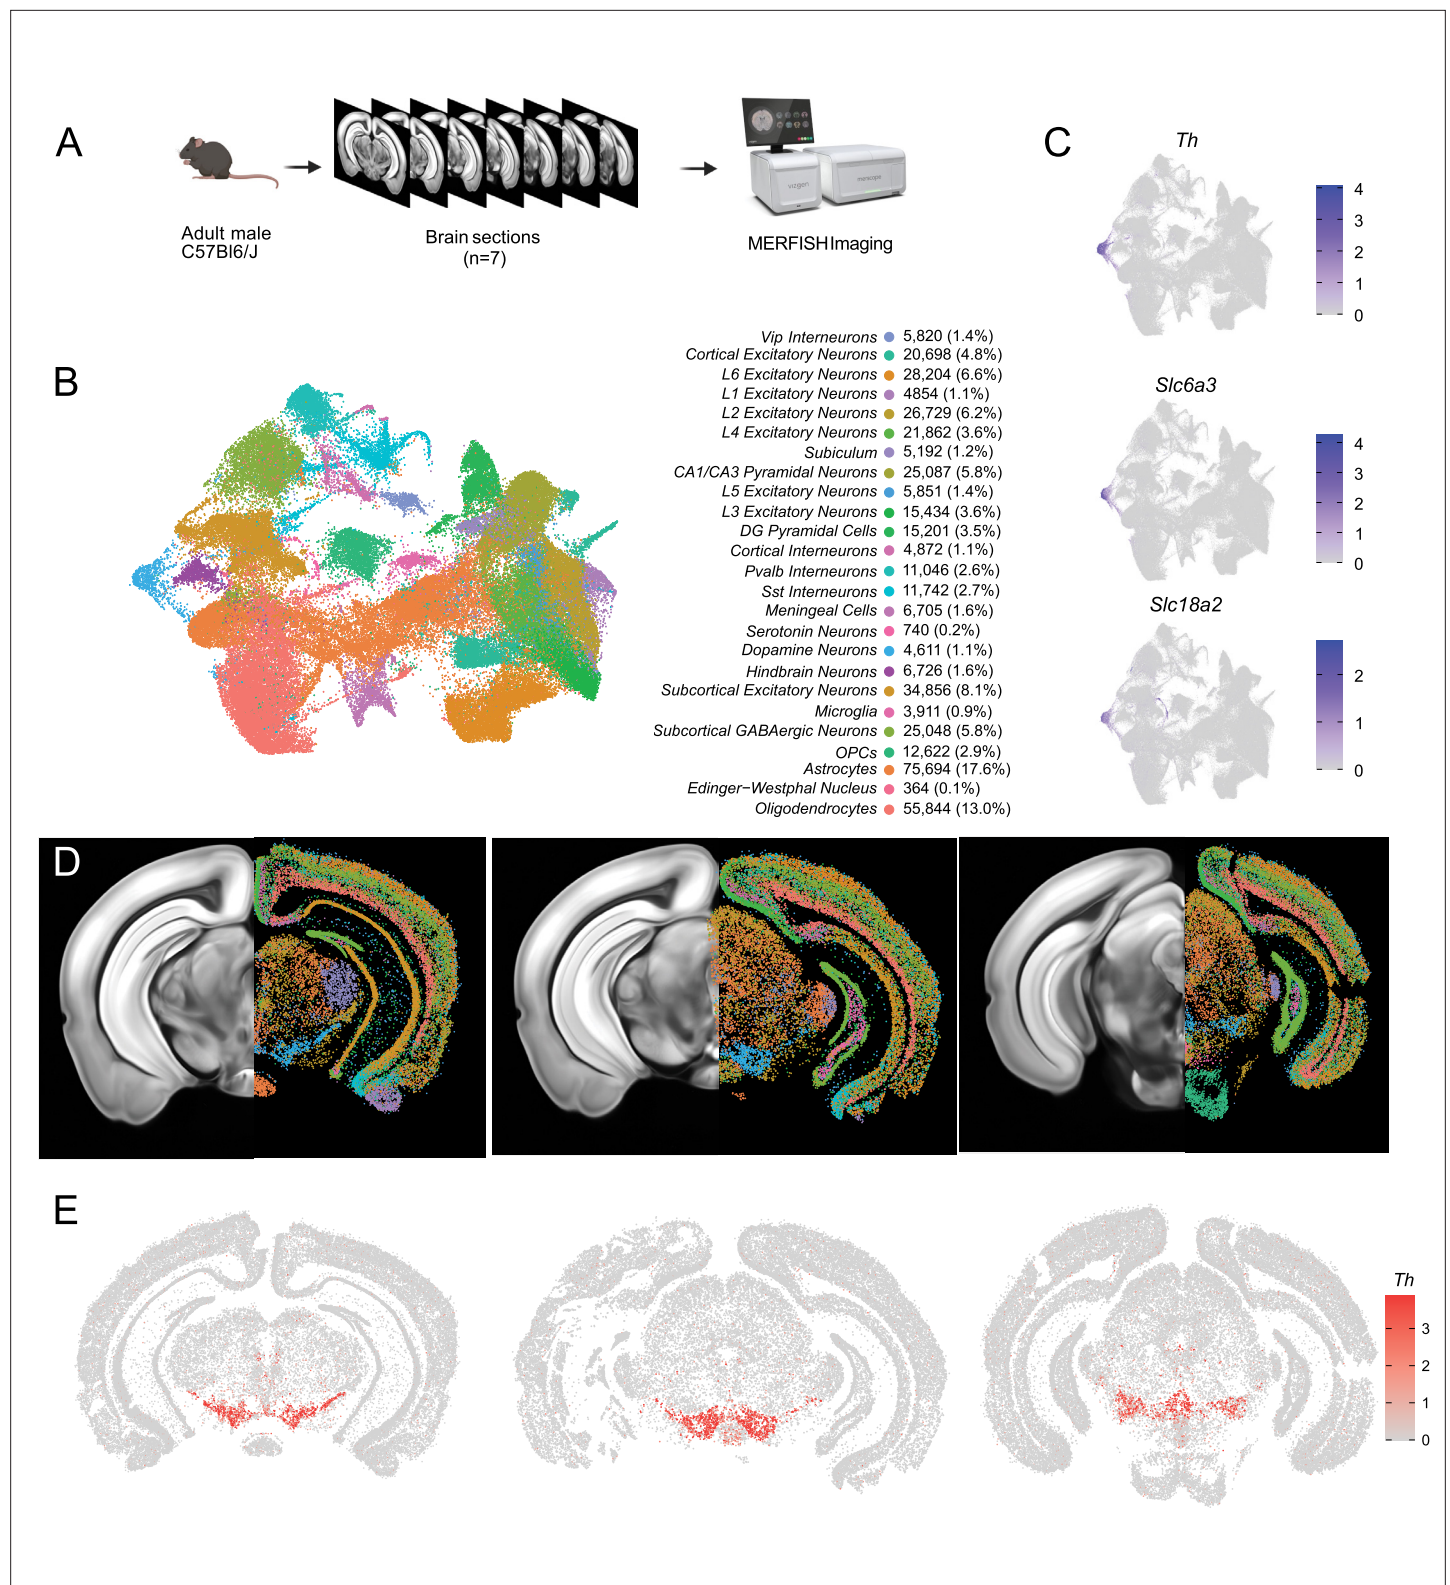 A
Adult male
C57Bl6/J
Brain sections
(n=7)
vizgen
merscope
MERFISH Imaging
B
Vip Interneurons 5,820 (1.4%)
Cortical Excitatory Neurons 20,698 (4.8%)
L6 Excitatory Neurons 28,204 (6.6%)
L1 Excitatory Neurons 4854 (1.1%)
L2 Excitatory Neurons 26,729 (6.2%)
L4 Excitatory Neurons 21,862 (3.6%)
Subiculum 5,192 (1.2%)
CA1/CA3 Pyramidal Neurons 25,087 (5.8%)
L5 Excitatory Neurons 5,851 (1.4%)
L3 Excitatory Neurons 15,434 (3.6%)
DG Pyramidal Cells 15,201 (3.5%)
Cortical Interneurons 4,872 (1.1%)
Pvalb Interneurons 11,046 (2.6%)
Sst Interneurons 11,742 (2.7%)
Meningeal Cells 6,705 (1.6%)
Serotonin Neurons 740 (0.2%)
Dopamine Neurons 4,611 (1.1%)
Hindbrain Neurons 6,726 (1.6%)
Subcortical Excitatory Neurons 34,856 (8.1%)
Microglia 3,911 (0.9%)
Subcortical GABAergic Neurons 25,048 (5.8%)
OPCs 12,622 (2.9%)
Astrocytes 75,694 (17.6%)
Edinger−Westphal Nucleus 364 (0.1%)
Oligodendrocytes 55,844 (13.0%)
C
Th
4
3
2
1
0
Slc6a3
4
3
2
1
0
Slc18a2
2
1
0
D
E
Th
3
2
1
0